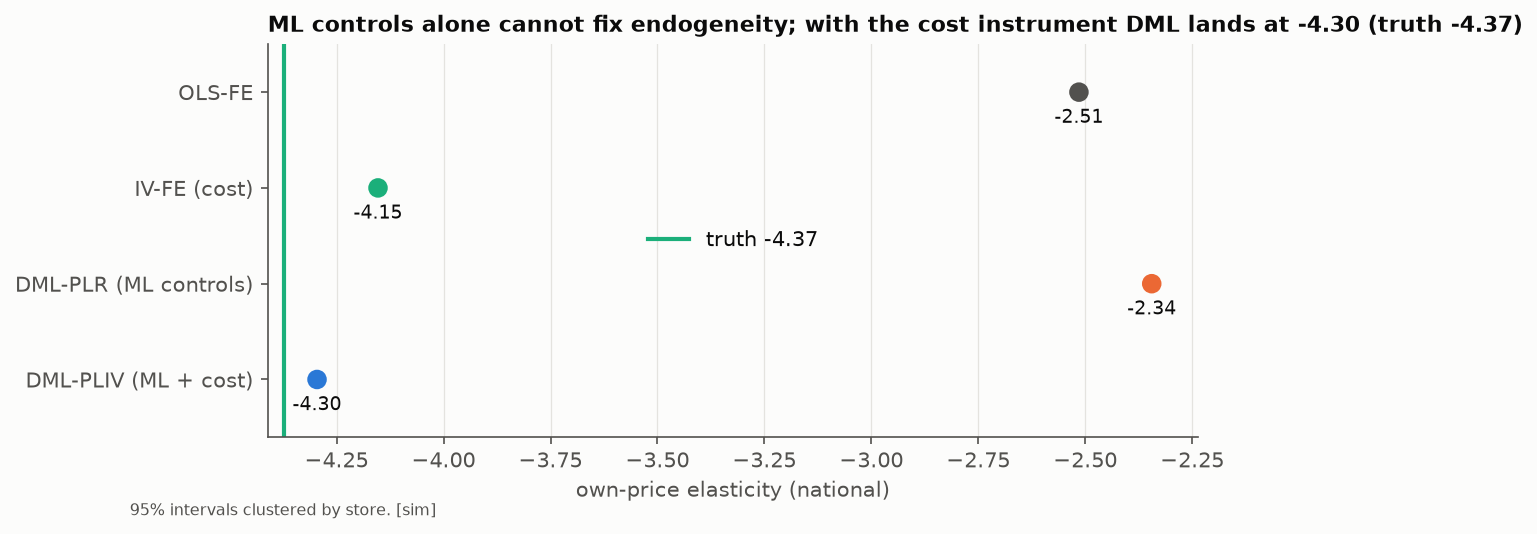 ML controls alone cannot fix endogeneity; with the cost instrument DML lands at -4.30 (truth -4.37)
OLS-FE
-2.51
IV-FE (cost)
-4.15
truth -4.37
DML-PLR (ML controls)
-2.34
DML-PLIV (ML + cost)
-4.30
−4.25 −4.00 −3.75 −3.50 −3.25 −3.00 −2.75 −2.50 −2.25
own-price elasticity (national)
95% intervals clustered by store. [sim]